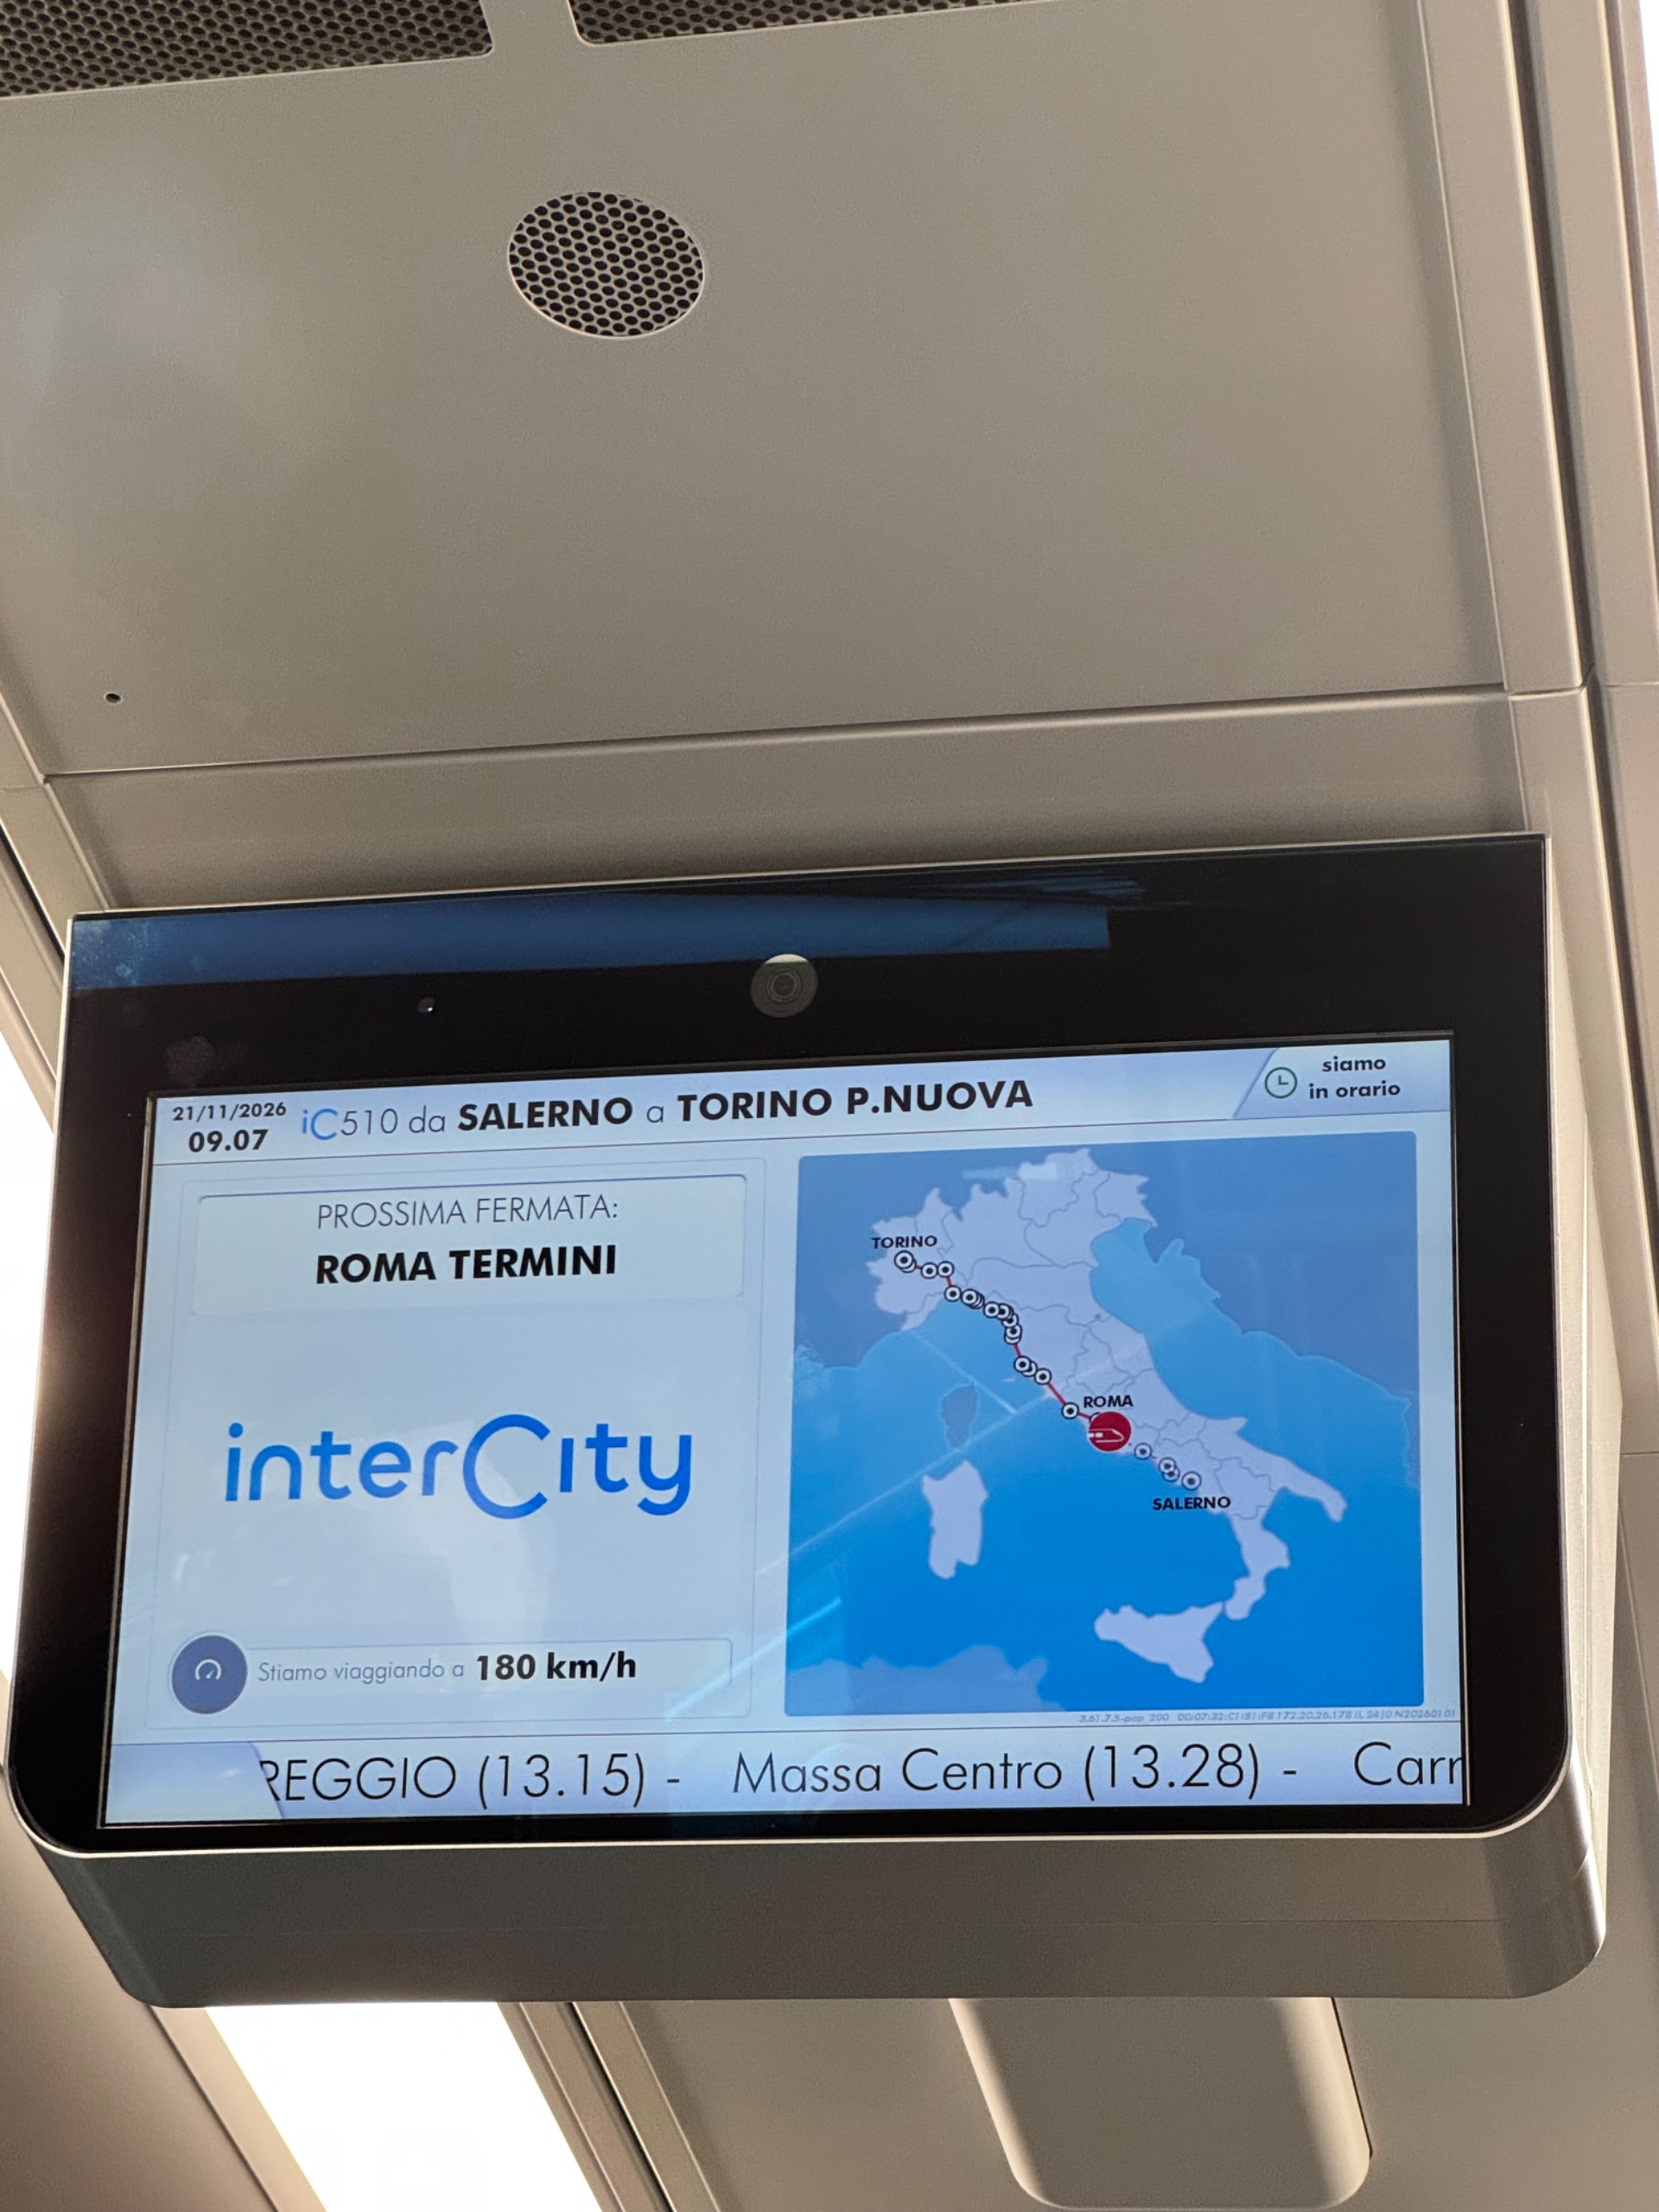 21/11/2026
09.07
iC510 da SALERNO a TORINO P.NUOVA
siamo
in orario
PROSSIMA FERMATA:
ROMA TERMINI
interCity
Stiamo viaggiando a 180 km/h
TORINO
ROMA
SALERNO
REGGIO (13.15) - Massa Centro (13.28) - Carr